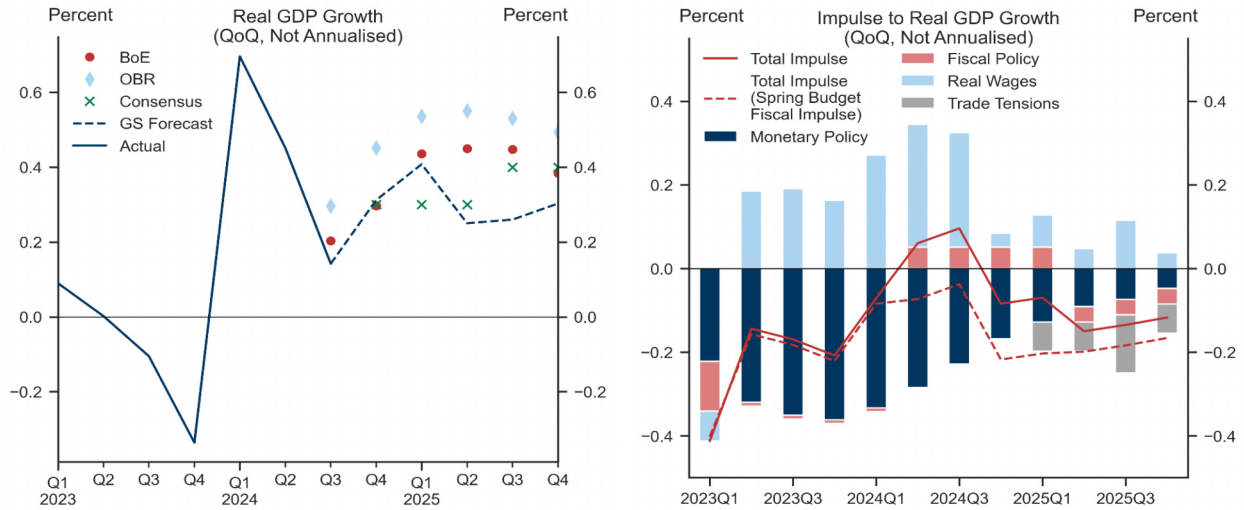 Percent
Real GDP Growth
(QoQ, Not Annualised)
Percent
BoE
OBR
Consensus
GS Forecast
Actual
0.6
0.4
0.2
0.0
−0.2
0.6
0.4
0.2
0.0
−0.2
Q1 Q2 Q3 Q4 Q1 Q2 Q3 Q4 Q1 Q2 Q3 Q4
2023 2024 2025
Percent
Impulse to Real GDP Growth
(QoQ, Not Annualised)
Percent
Total Impulse
Total Impulse
(Spring Budget
Fiscal Impulse)
Monetary Policy
Fiscal Policy
Real Wages
Trade Tensions
0.4
0.2
0.0
−0.2
−0.4
0.4
0.2
0.0
−0.2
−0.4
2023Q1 2023Q3 2024Q1 2024Q3 2025Q1 2025Q3